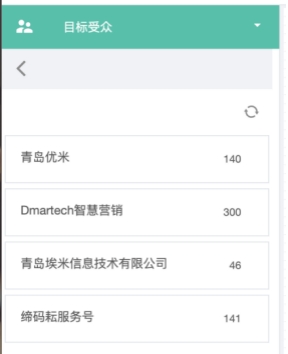 目标受众
青岛优米 140
Dmartech智慧营销 300
青岛埃米信息技术有限公司 46
缔码耘服务号 141